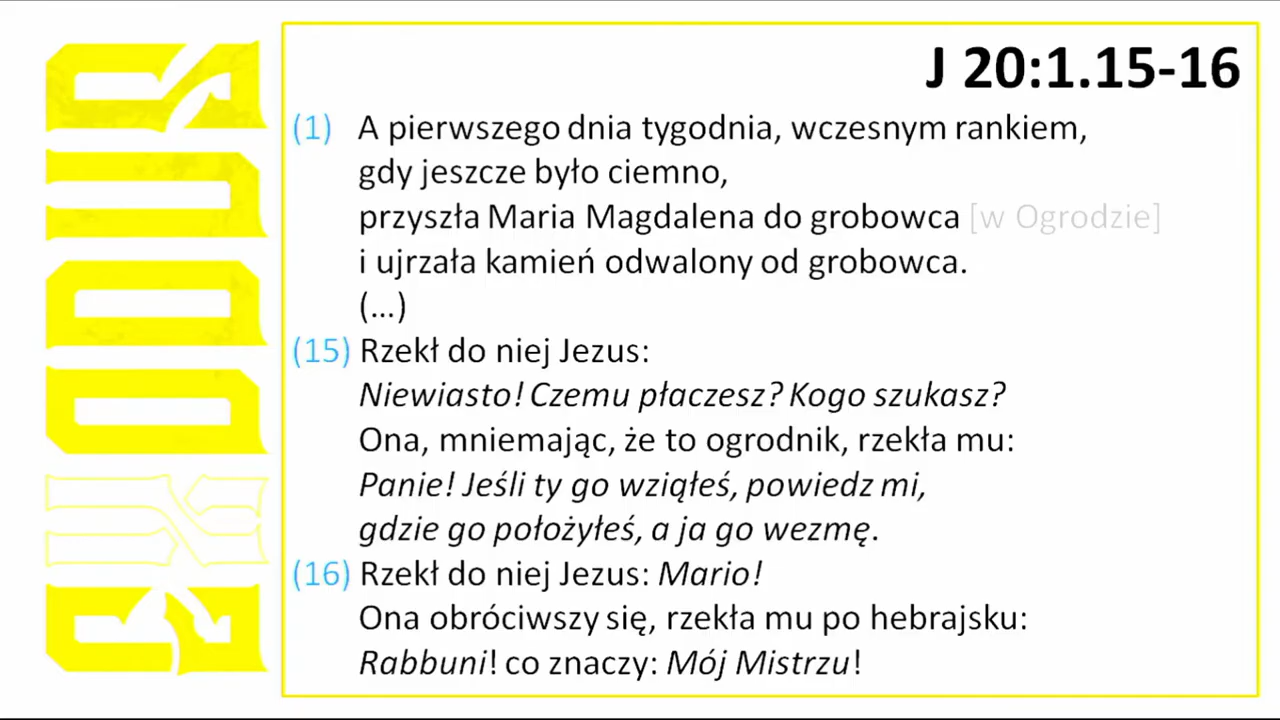 EXODUS
J 20:1.15-16
(1) A pierwszego dnia tygodnia, wczesnym rankiem,
gdy jeszcze było ciemno,
przyszła Maria Magdalena do grobowca [w Ogrodzie]
i ujrzała kamień odwalony od grobowca.
(...)
(15) Rzekł do niej Jezus:
Niewiasto! Czemu płaczesz? Kogo szukasz?
Ona, mniemając, że to ogrodnik, rzekła mu:
Panie! Jeśli ty go wziąłeś, powiedz mi,
gdzie go położyłeś, a ja go wezmę.
(16) Rzekł do niej Jezus: Mario!
Ona obróciwszy się, rzekła mu po hebrajsku:
Rabbuni! co znaczy: Mój Mistrzu!